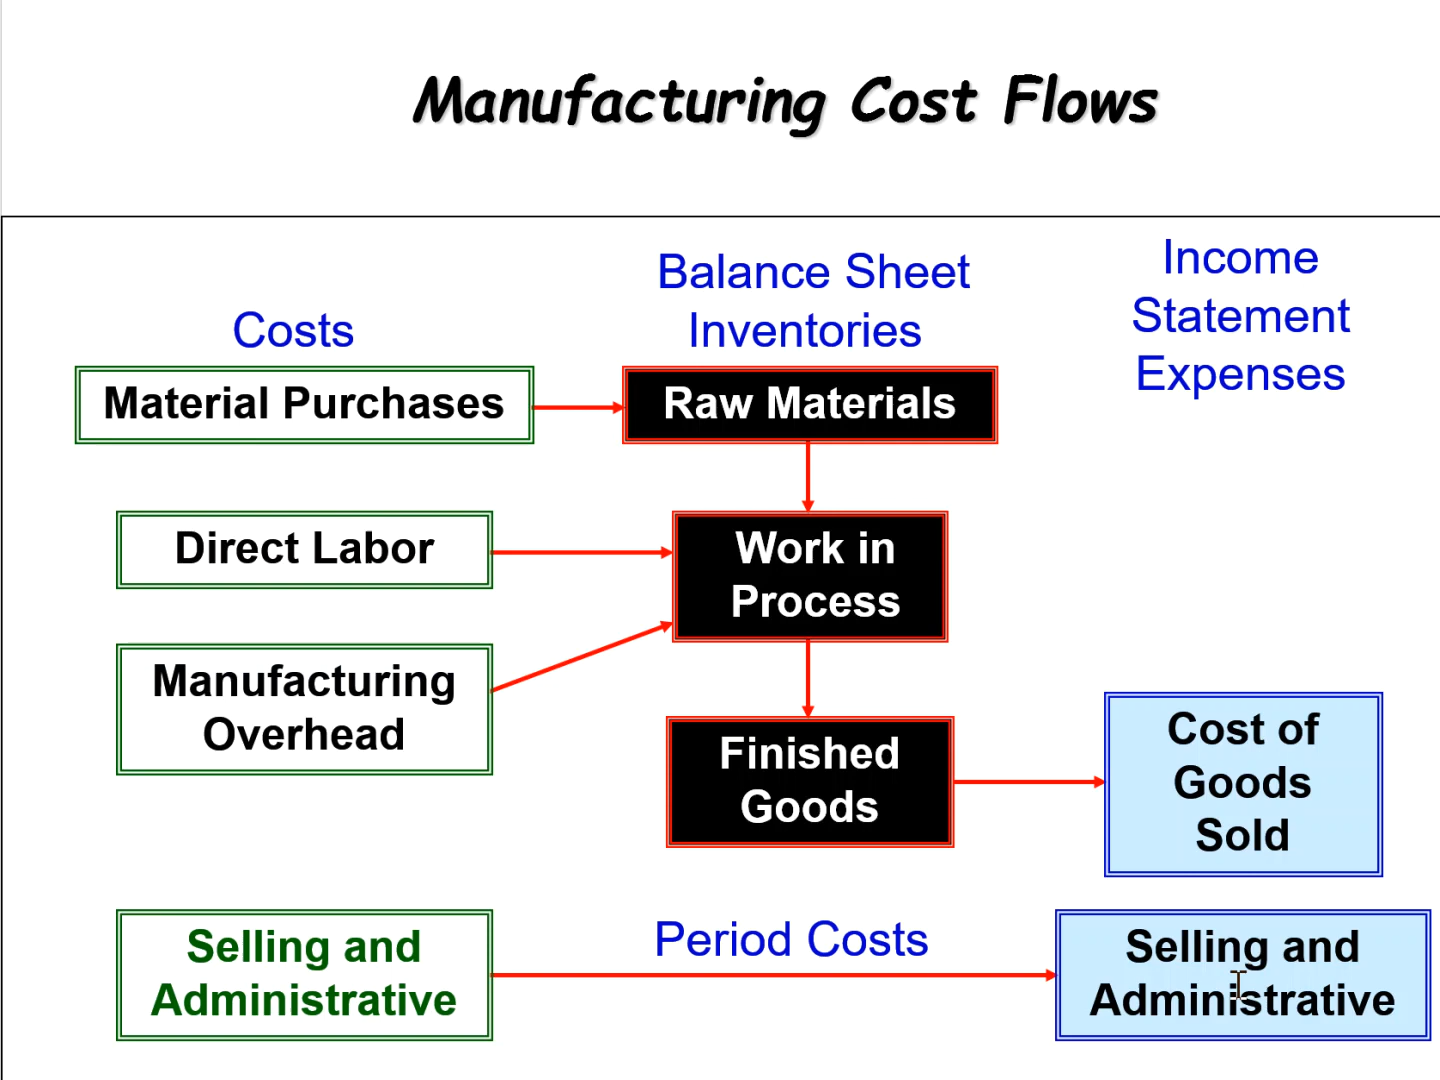 Manufacturing Cost Flows
Costs
Balance Sheet
Inventories
Income
Statement
Expenses
Material Purchases
Raw Materials
Direct Labor
Work in
Process
Manufacturing
Overhead
Finished
Goods
Cost of
Goods
Sold
Selling and
Administrative
Period Costs
Selling and
Administrative